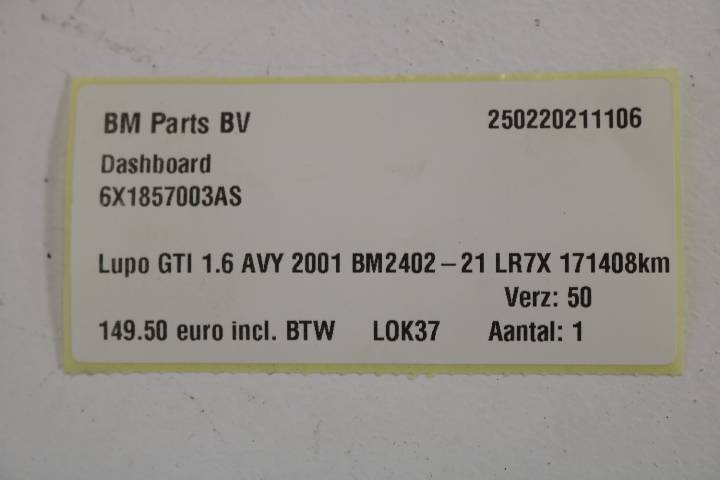 BM Parts BV 250220211106
Dashboard
6X1857003AS
Lupo GTI 1.6 AVY 2001 BM2402-21 LR7X 171408km
Verz: 50
149.50 euro incl. BTW LOK37 Aantal: 1